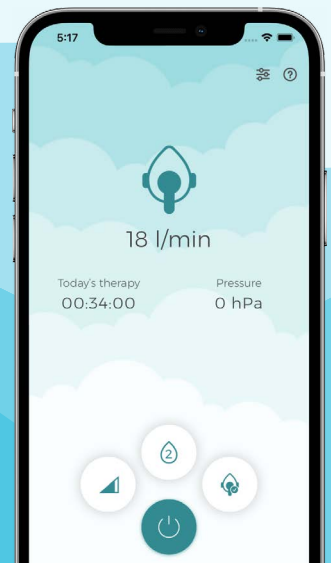 5:17
18 l/min
Today's therapy
Pressure
00:34:00
0 hPa
2